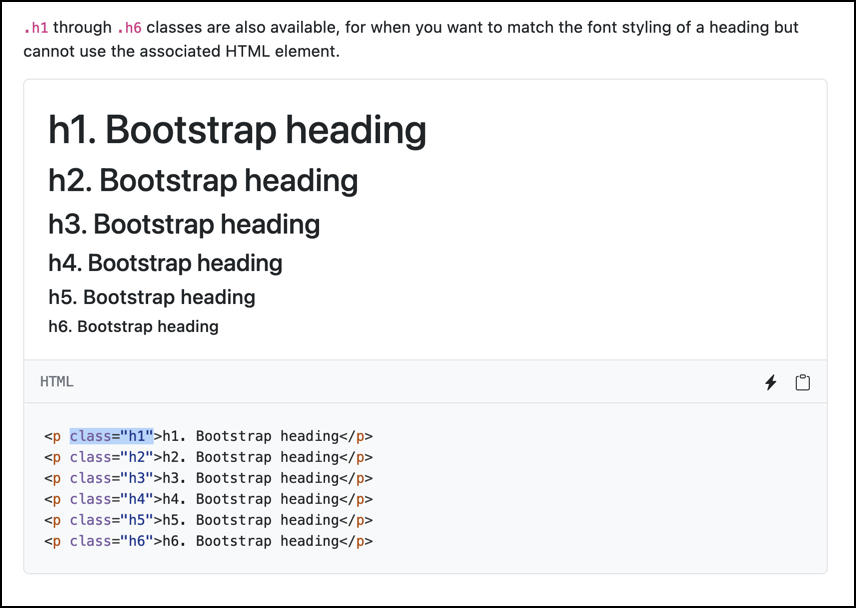 .h1 through .h6 classes are also available, for when you want to match the font styling of a heading but
cannot use the associated HTML element.
h1. Bootstrap heading
h2. Bootstrap heading
h3. Bootstrap heading
h4. Bootstrap heading
h5. Bootstrap heading
h6. Bootstrap heading
HTML
<p class="h1">h1. Bootstrap heading</p>
<p class="h2">h2. Bootstrap heading</p>
<p class="h3">h3. Bootstrap heading</p>
<p class="h4">h4. Bootstrap heading</p>
<p class="h5">h5. Bootstrap heading</p>
<p class="h6">h6. Bootstrap heading</p>